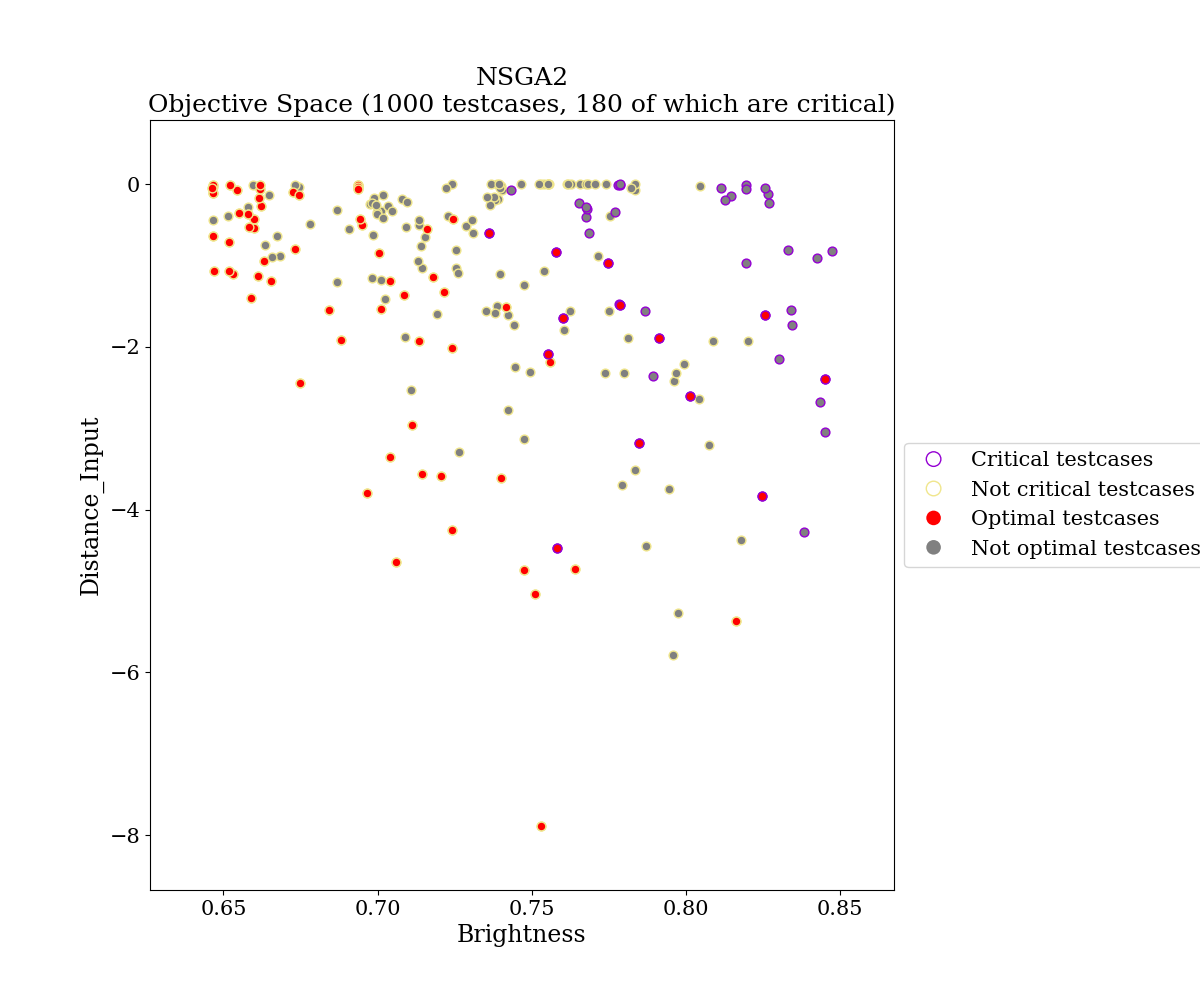 NSGA2
Objective Space (1000 testcases, 180 of which are critical)
0
−2
−4
−6
−8
Distance_Input
0.65
0.70
0.75
0.80
0.85
Brightness
Critical testcases
Not critical testcases
Optimal testcases
Not optimal testcases